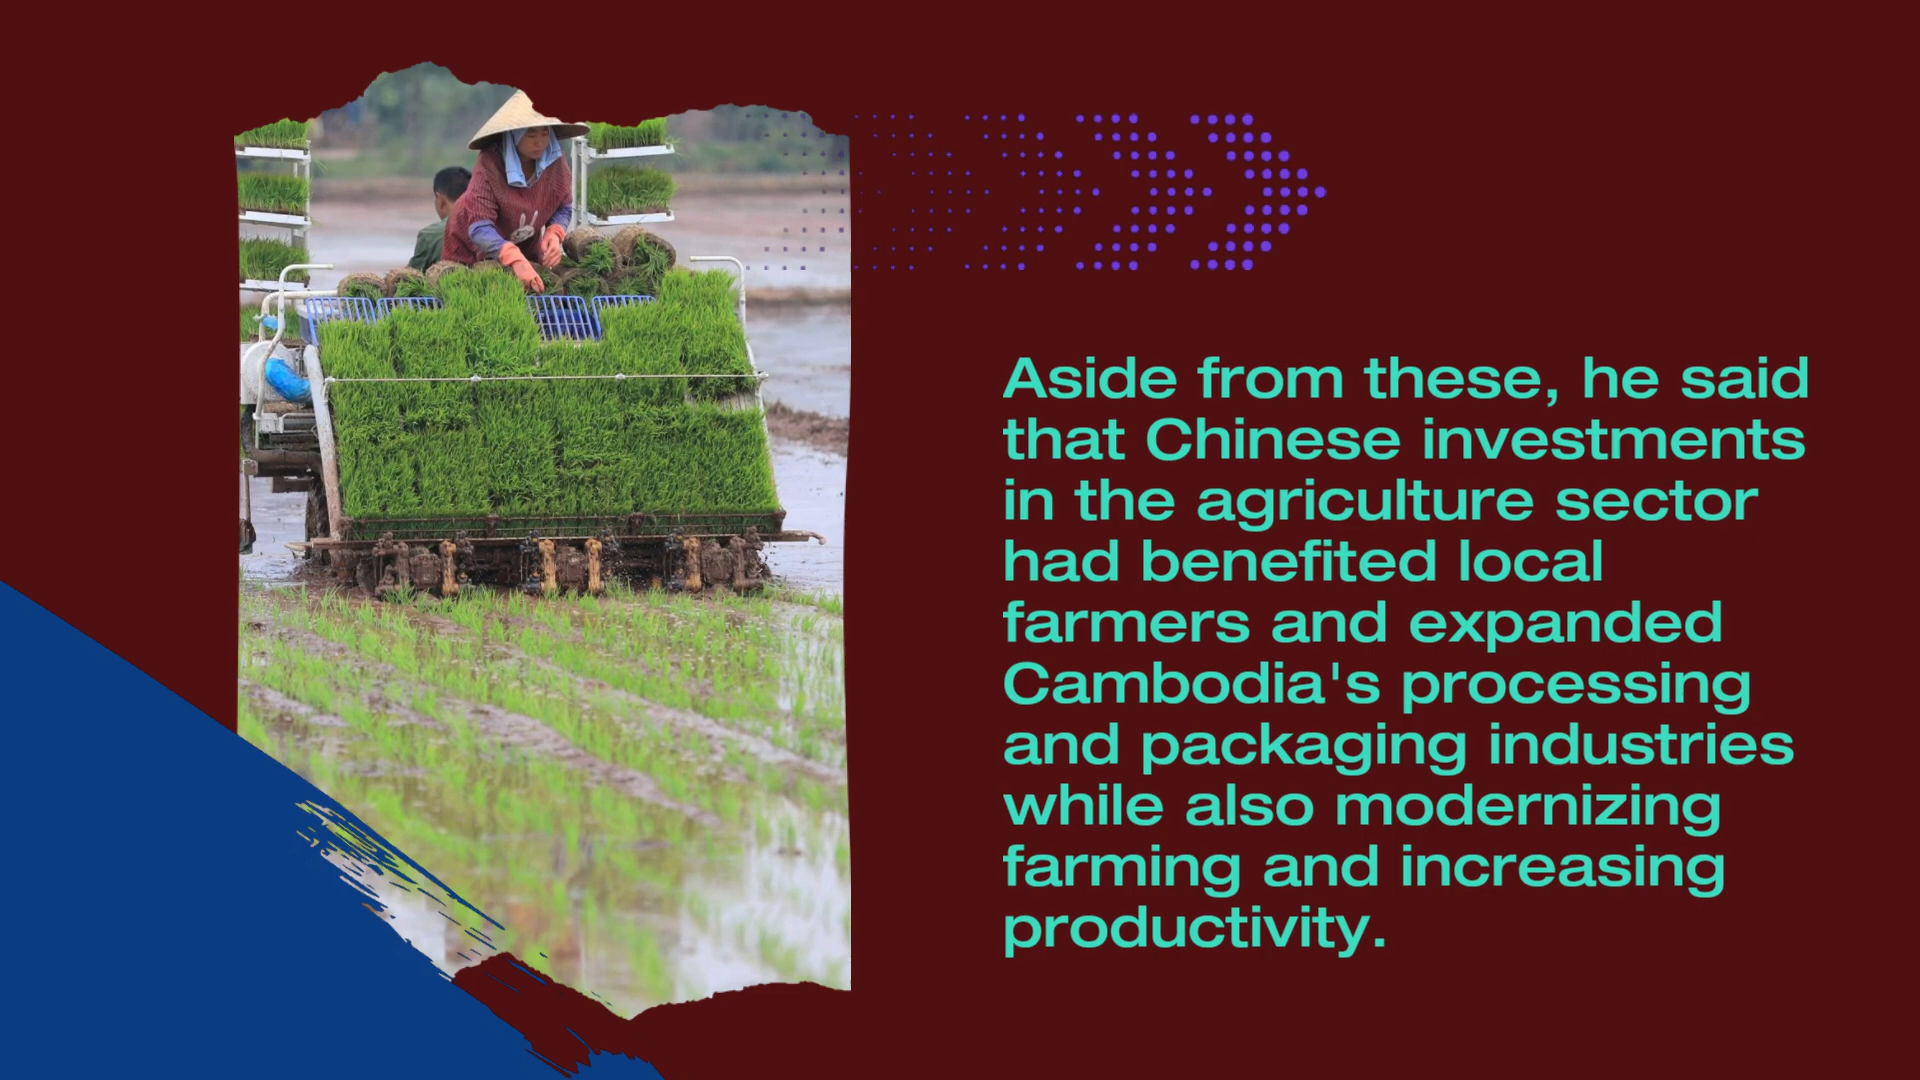 Aside from these, he said
that Chinese investments
in the agriculture sector
had benefited local
farmers and expanded
Cambodia's processing
and packaging industries
while also modernizing
farming and increasing
productivity.